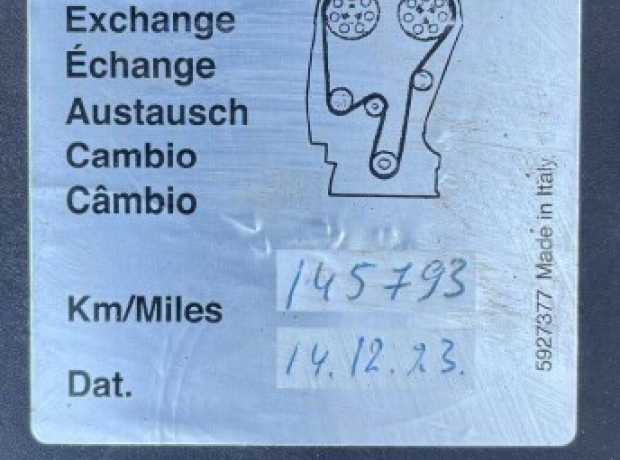 Exchange
Échange
Austausch
Cambio
Câmbio
Km/Miles 145793
Dat. 14.12.23.
5927377 Made in Italy